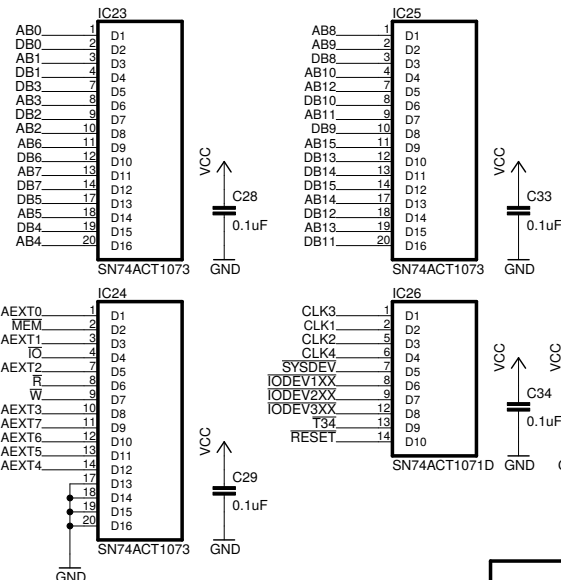 IC23
AB0 1 D1
DB0 2 D2
AB1 3 D3
DB1 4 D4
DB3 7 D5
AB3 8 D6
DB2 9 D7
AB2 10 D8
AB6 11 D9
DB6 12 D10
AB7 13 D11
DB7 14 D12
DB5 17 D13
AB5 18 D14
DB4 19 D15
AB4 20 D16
SN74ACT1073
VCC
C28
0.1uF
GND
IC25
AB8 1 D1
AB9 2 D2
DB8 3 D3
AB10 4 D4
AB12 7 D5
DB10 8 D6
AB11 9 D7
DB9 10 D8
AB15 11 D9
DB13 12 D10
DB14 13 D11
DB15 14 D12
AB14 17 D13
DB12 18 D14
AB13 19 D15
DB11 20 D16
SN74ACT1073
VCC
C33
0.1uF
GND
IC24
AEXT0 1 D1
MEM 2 D2
AEXT1 3 D3
IO 4 D4
AEXT2 7 D5
R 8 D6
W 9 D7
AEXT3 10 D8
AEXT7 11 D9
AEXT6 12 D10
AEXT5 13 D11
AEXT4 14 D12
17 D13
18 D14
19 D15
20 D16
SN74ACT1073
GND
VCC
C29
0.1uF
GND
IC26
CLK3 1 D1
CLK1 2 D2
CLK2 5 D3
CLK4 6 D4
SYSDEV 7 D5
IODEV1XX 8 D6
IODEV2XX 9 D7
IODEV3XX 12 D8
T34 13 D9
RESET 14 D10
SN74ACT1071D
VCC
C34
0.1uF
GND
VCC